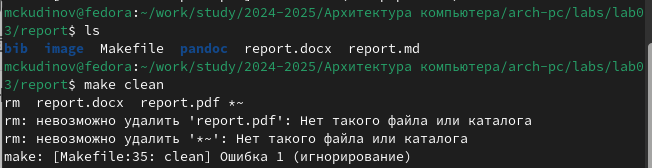 mckudinov@fedora:~/work/study/2024-2025/Архитектура компьютера/arch-pc/labs/lab0
3/report$ ls
bib  image  Makefile  pandoc  report.docx  report.md
mckudinov@fedora:~/work/study/2024-2025/Архитектура компьютера/arch-pc/labs/lab0
3/report$ make clean
rm  report.docx  report.pdf *~
rm: невозможно удалить 'report.pdf': Нет такого файла или каталога
rm: невозможно удалить '*~': Нет такого файла или каталога
make: [Makefile:35: clean] Ошибка 1 (игнорирование)